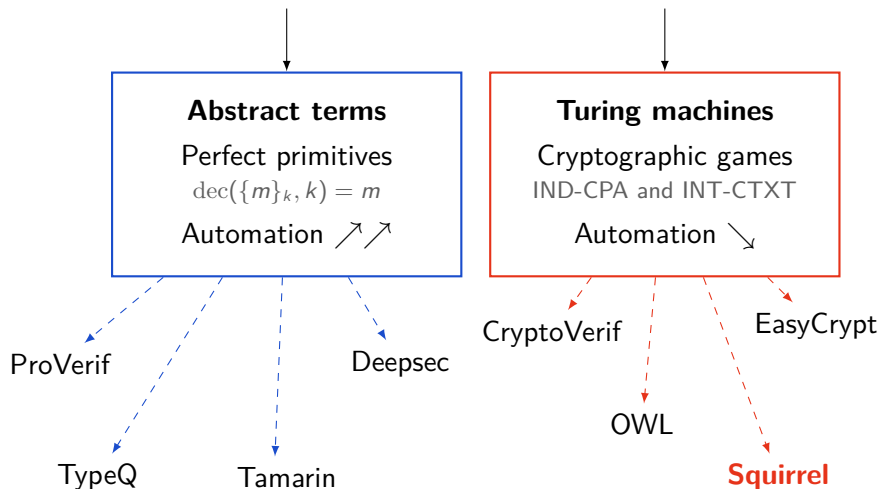 Abstract terms
Perfect primitives
dec({m}ₖ, k) = m
Automation ↗↗
Turing machines
Cryptographic games
IND-CPA and INT-CTXT
Automation ↘
ProVerif
Deepsec
CryptoVerif
EasyCrypt
TypeQ
Tamarin
OWL
Squirrel